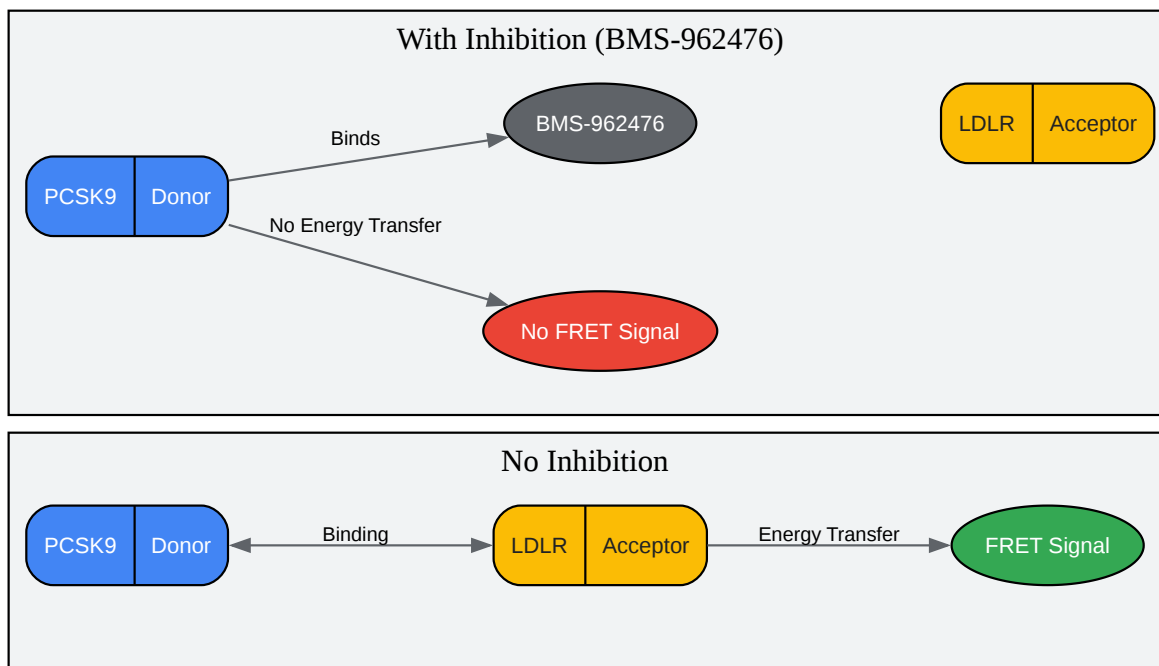 With Inhibition (BMS-962476)
BMS-962476
LDLR Acceptor
Binds
PCSK9 Donor
No Energy Transfer
No FRET Signal
No Inhibition
PCSK9 Donor
Binding
LDLR Acceptor
Energy Transfer
FRET Signal